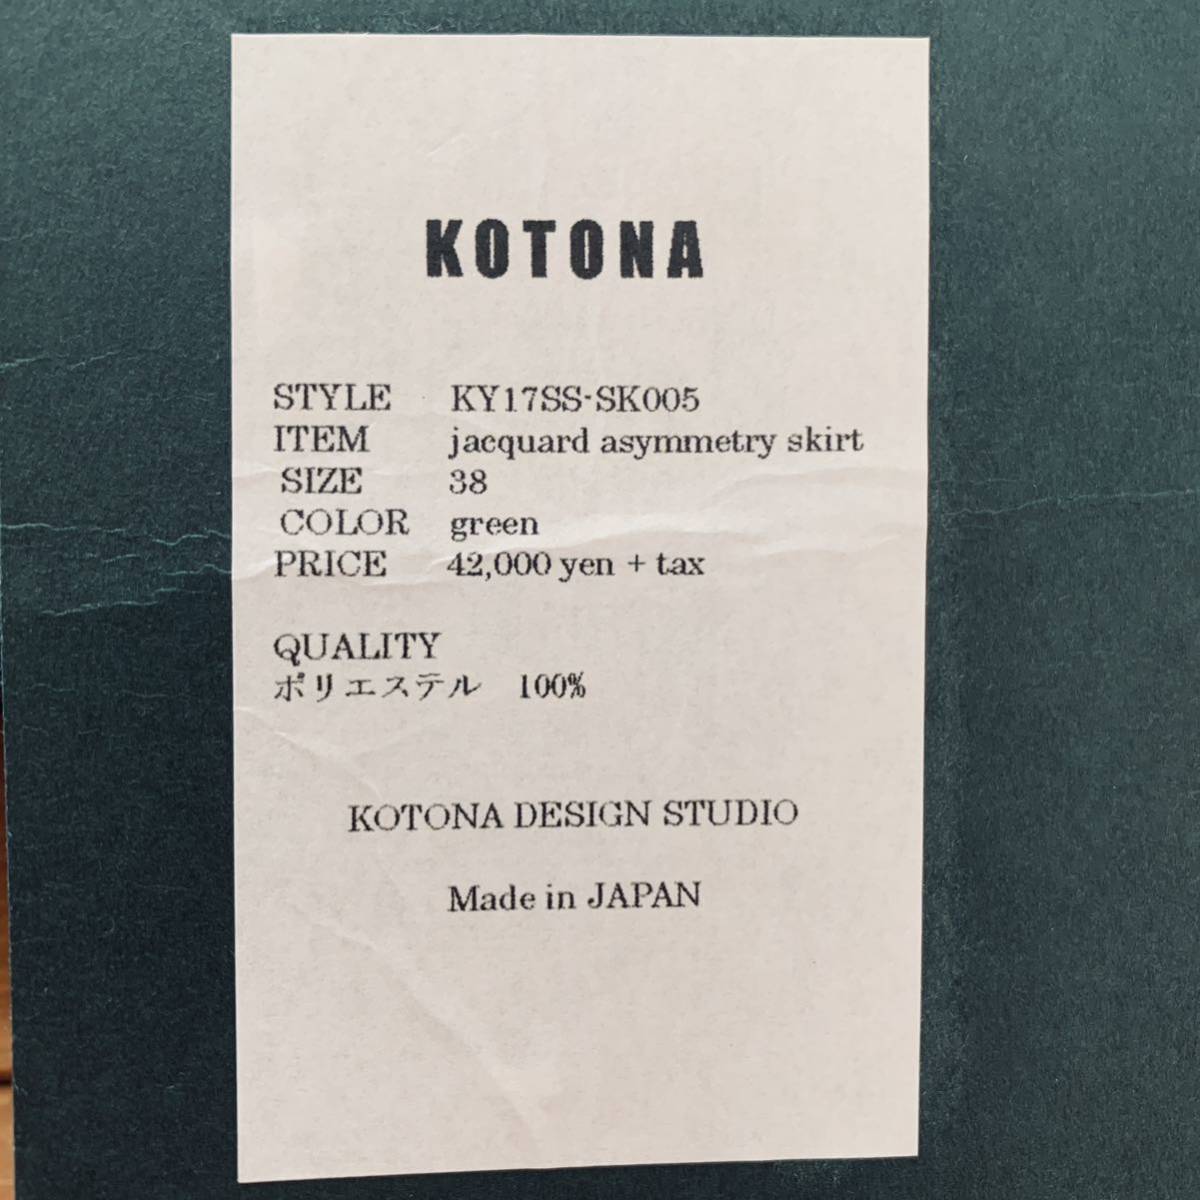 KOTONA
STYLE KY17SS-SK005
ITEM jacquard asymmetry skirt
SIZE 38
COLOR green
PRICE 42,000 yen + tax
QUALITY
ポリエステル 100%
KOTONA DESIGN STUDIO
Made in JAPAN